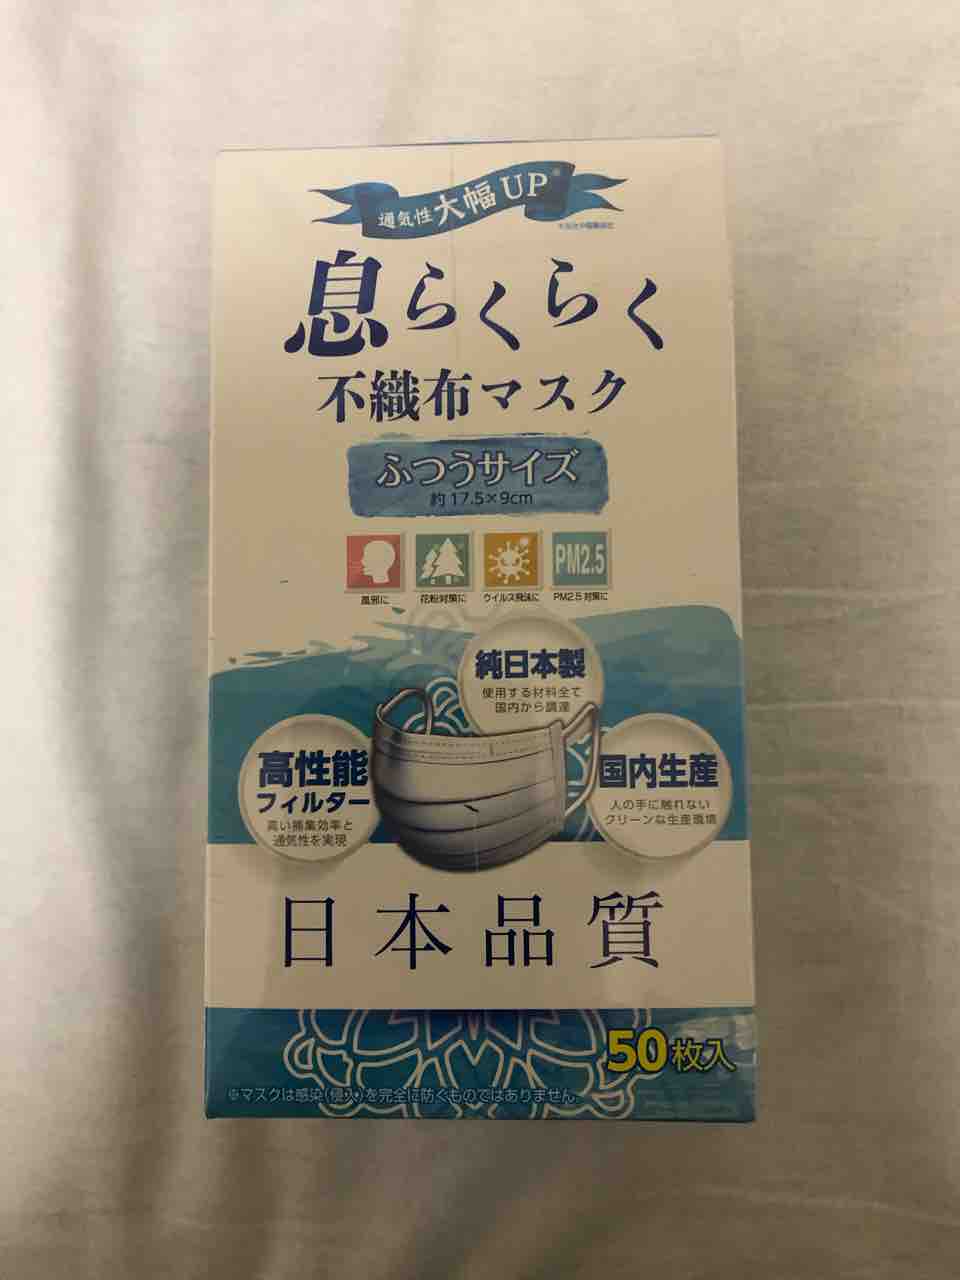 通気性大幅UP※
※当社従来品比
息らくらく
不織布マスク
ふつうサイズ
約17.5×9cm
PM2.5
風邪に
花粉対策に
ウイルス飛沫に
PM2.5対策に
純日本製
使用する材料全て
国内から調達
高性能
フィルター
高い捕集効率と
通気性を実現
国内生産
人の手に触れない
クリーンな生産環境
日本品質
50枚入
※マスクは感染(侵入)を完全に防ぐものではありません。